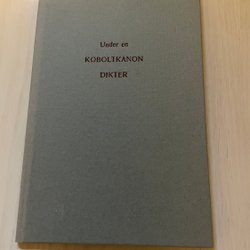 Under en
KOBOLTKANON
DIKTER